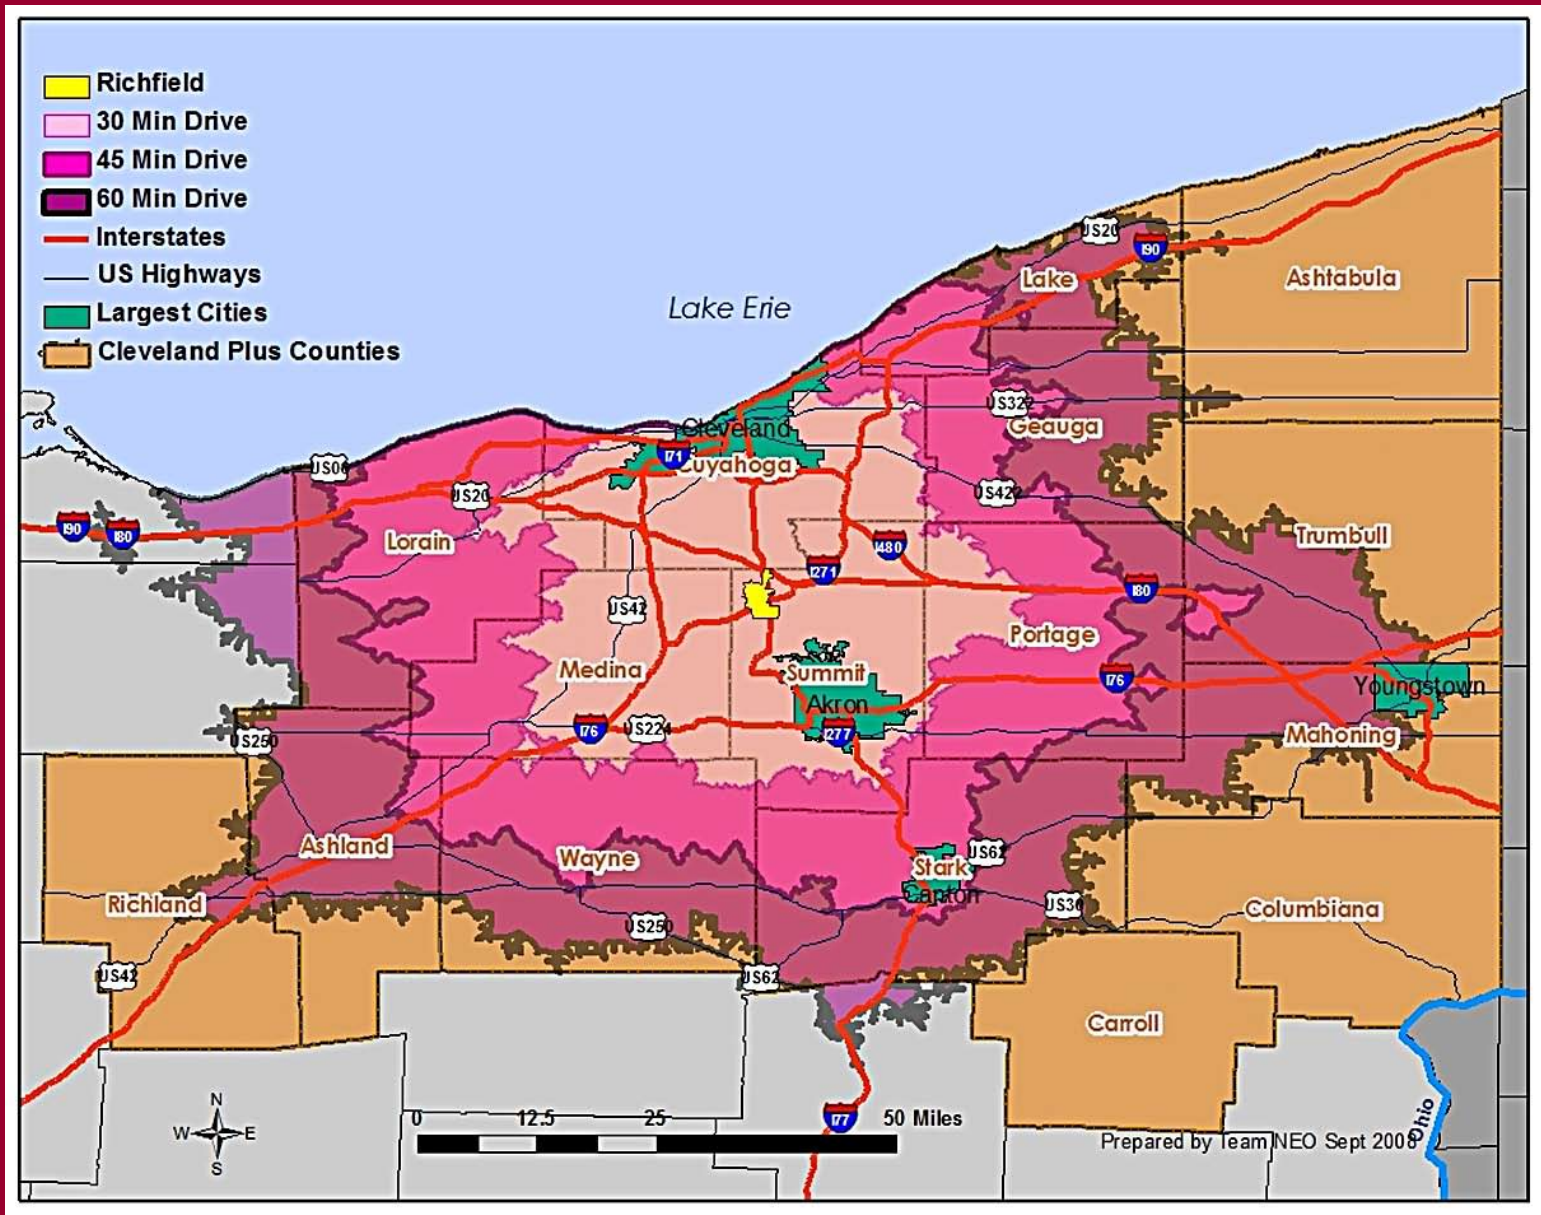 Richfield
30 Min Drive
45 Min Drive
60 Min Drive
Interstates
US Highways
Largest Cities
Cleveland Plus Counties
US20
I90
Lake
Ashtabula
Lake Erie
US322
Geauga
Cleveland
I71
Cuyahoga
US06
US20
US422
I90
I80
Lorain
Trumbull
I480
I271
I80
US42
Portage
Medina
Summit
I76
Youngstown
Akron
I76
US224
I277
US250
Mahoning
Ashland
Wayne
US62
Stark
Canton
Richland
US30
Columbiana
US250
US42
US62
Carroll
N
W
E
S
0
12.5
25
50 Miles
I77
Ohio
Prepared by Team NEO Sept 2008